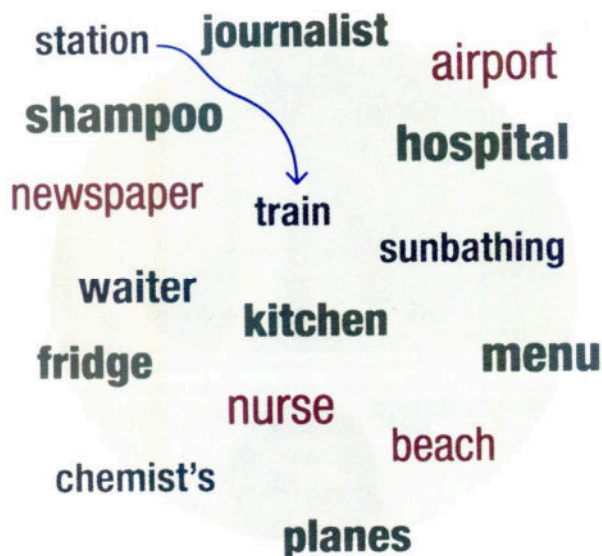 station
journalist
airport
shampoo
hospital
newspaper
train
sunbathing
waiter
kitchen
fridge
menu
nurse
beach
chemist's
planes